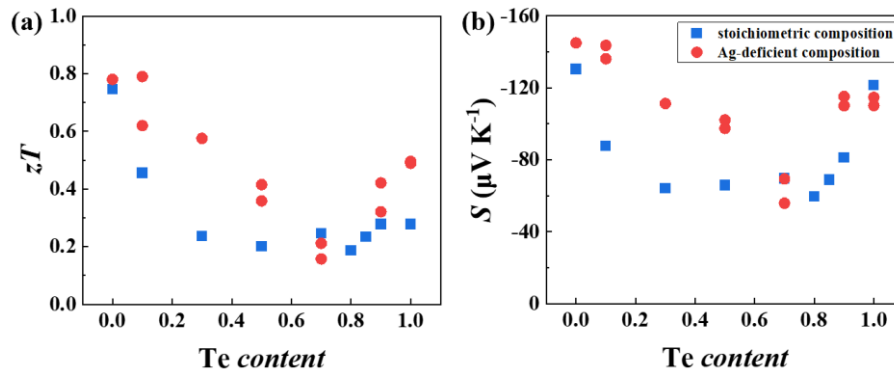 (a)
1.0
0.8
0.6
0.4
0.2
0.0
zT
0.0 0.2 0.4 0.6 0.8 1.0
Te content
(b)
-160
-120
-80
-40
0
S (μV K⁻¹)
stoichiometric composition
Ag-deficient composition
0.0 0.2 0.4 0.6 0.8 1.0
Te content